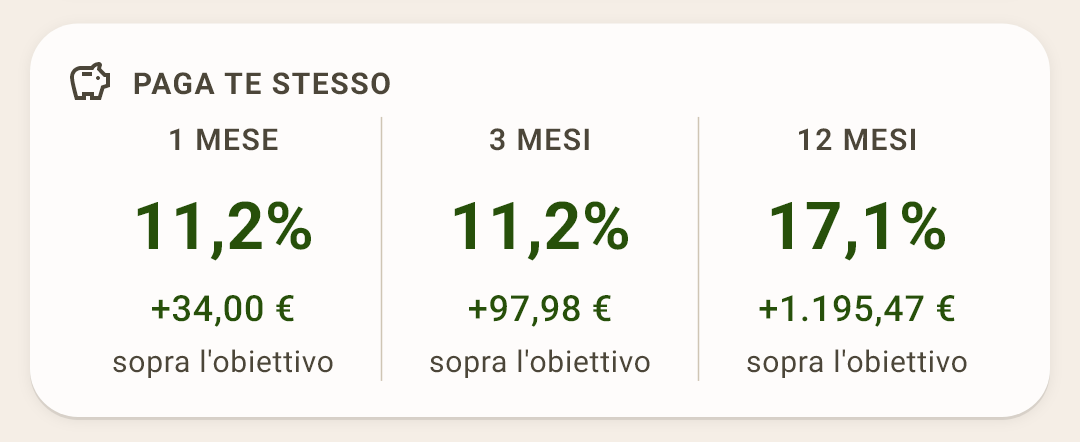 PAGA TE STESSO
1 MESE
11,2%
+34,00 €
sopra l'obiettivo
3 MESI
11,2%
+97,98 €
sopra l'obiettivo
12 MESI
17,1%
+1.195,47 €
sopra l'obiettivo